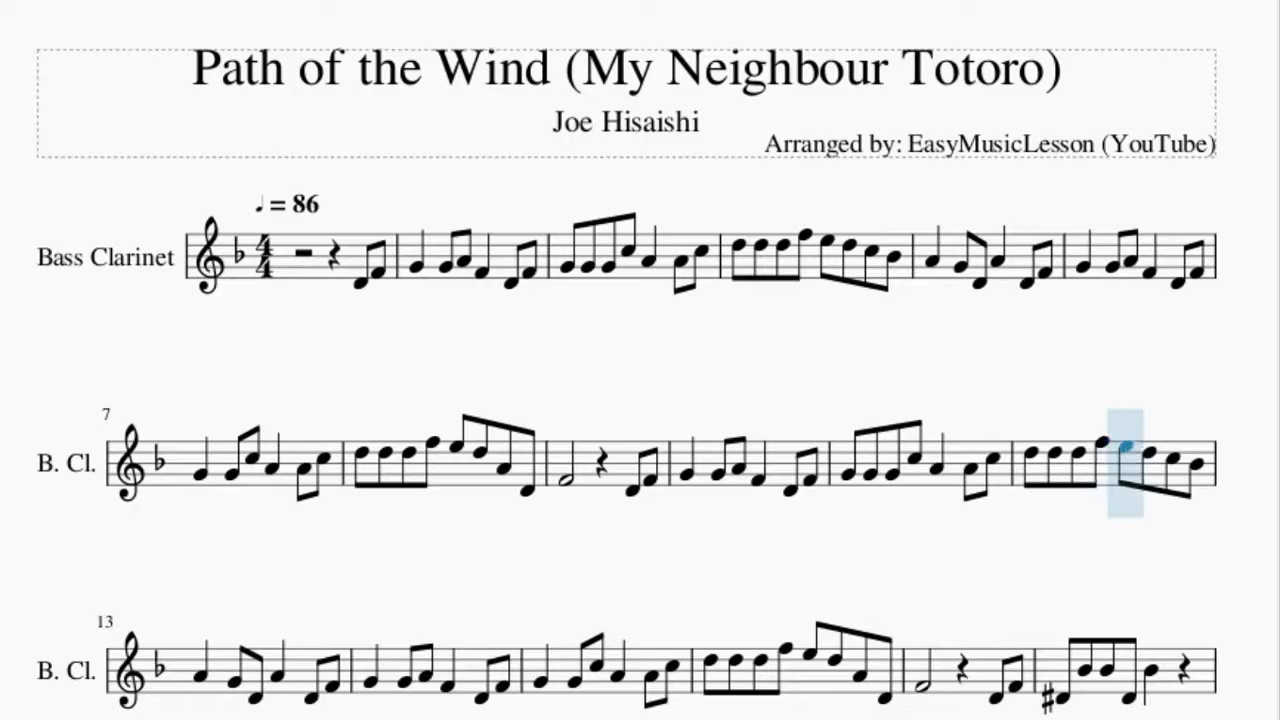 Path of the Wind (My Neighbour Totoro)
Joe Hisaishi
Arranged by: EasyMusicLesson (YouTube)
♩ = 86
Bass Clarinet
4
4
7
B. Cl.
13
B. Cl.